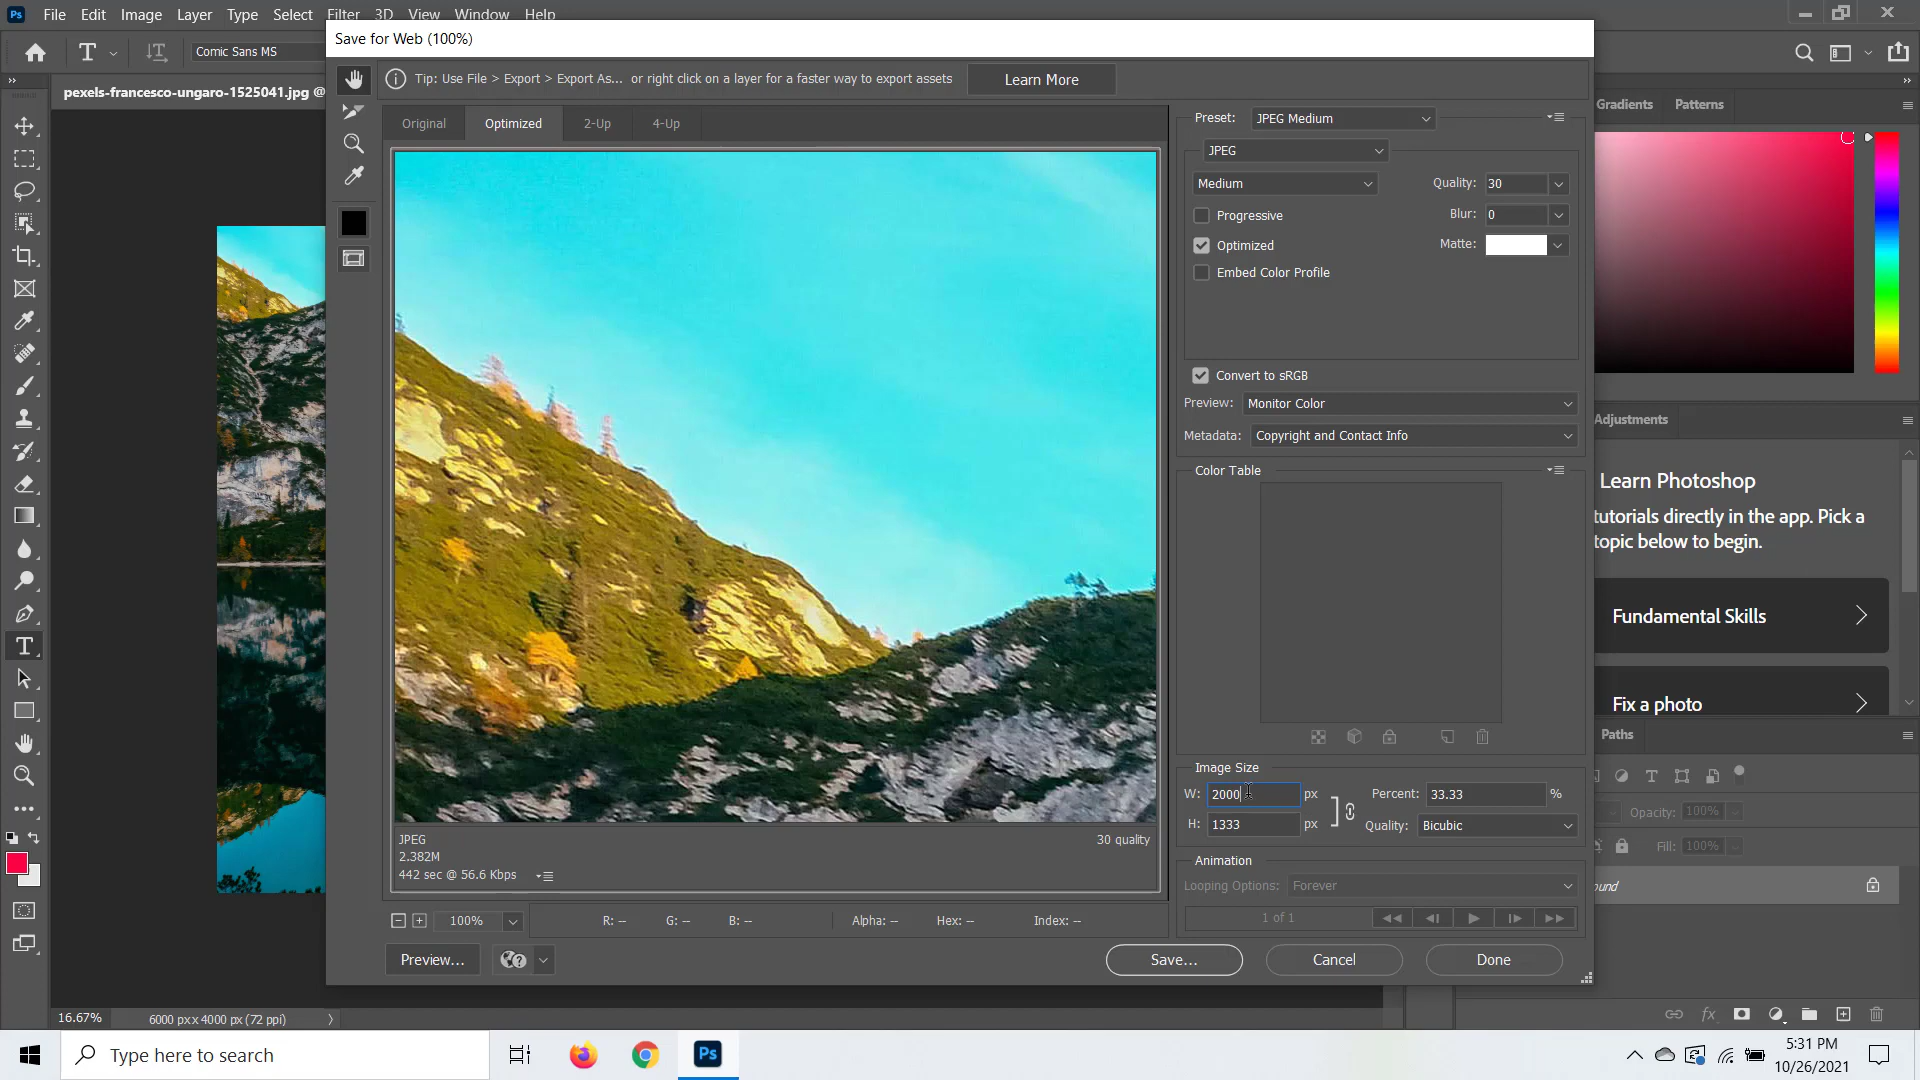 Ps File Edit Image Layer Type Select Filter 3D View Window Help
Save for Web (100%)
T Comic Sans MS
Tip: Use File > Export > Export As... or right click on a layer for a faster way to export assets Learn More
pexels-francesco-ungaro-1525041.jpg @
Gradients Patterns
Original Optimized 2-Up 4-Up
Preset: JPEG Medium
JPEG
Medium Quality: 30
Progressive Blur: 0
Optimized Matte:
Embed Color Profile
Convert to sRGB
Preview: Monitor Color
Metadata: Copyright and Contact Info
Adjustments
Color Table
Learn Photoshop
tutorials directly in the app. Pick a
topic below to begin.
Fundamental Skills
Fix a photo
Paths
Image Size
W: 2000 px Percent: 33.33 %
H: 1333 px Quality: Bicubic
Opacity: 100%
Fill: 100%
JPEG 30 quality
2.382M
442 sec @ 56.6 Kbps
Animation
Looping Options: Forever
ound
1 of 1
100% R: -- G: -- B: -- Alpha: -- Hex: -- Index: --
Preview... Save... Cancel Done
16.67% 6000 px x 4000 px (72 ppi)
fx
Type here to search
Ps
5:31 PM
10/26/2021